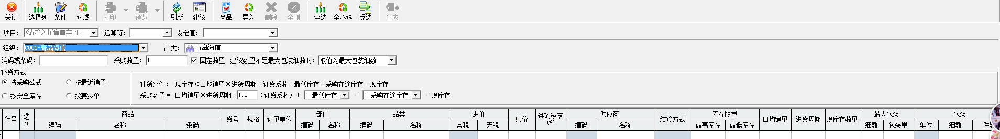 关闭 选择列 条件 过滤 打印 预览 刷新 建议 商品 导入 删除 全删 全选 全不选 反选 生成
项目: <请输入拼音首字母> 运算符: 设定值:
组织: C001-青岛海信 品类: 青岛海信
编码或条码: 采购数量: 1 固定数量 建议数量不足最大包装细数时: 取值为最大包装细数
补货方式
按采购公式 按最近销量
按安全库存 按要货单
补货条件: 现库存＜日均销量×进货周期×订货系数＋最低库存－采购在途库存－现库存
采购数量＝ 日均销量×进货周期× 1.0 (订货系数)＋ 1-最低库存 － 1-采购在途库存 －现库存
行号 选择 商品 货号 规格 计量单位 部门 品类 进价 售价 进项税率(%) 供应商 结算方式 库存限量 日均销量 进货周期 现库存数量 最大包装 包装
编码 名称 条码 编码 名称 编码 名称 含税 无税 编码 名称 最高库存 最低库存 细数 包装量 单位 细数 件